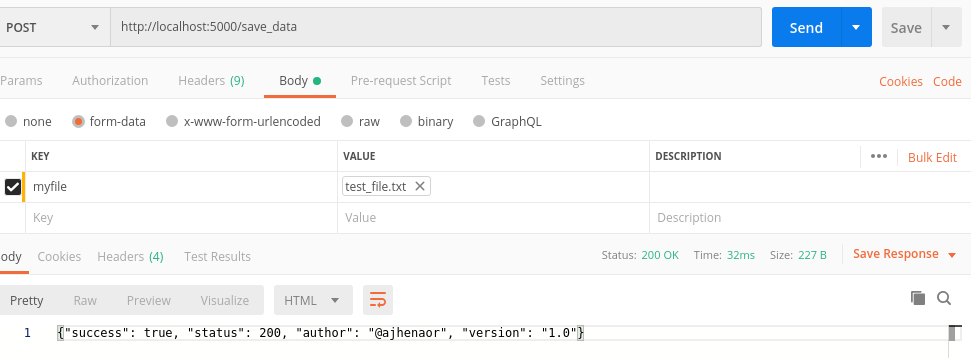 POST http://localhost:5000/save_data Send Save
Params Authorization Headers (9) Body Pre-request Script Tests Settings Cookies Code
none form-data x-www-form-urlencoded raw binary GraphQL
KEY VALUE DESCRIPTION ••• Bulk Edit
myfile test_file.txt
Key Value Description
ody Cookies Headers (4) Test Results Status: 200 OK Time: 32ms Size: 227 B Save Response
Pretty Raw Preview Visualize HTML
1 {"success": true, "status": 200, "author": "@ajhenaor", "version": "1.0"}